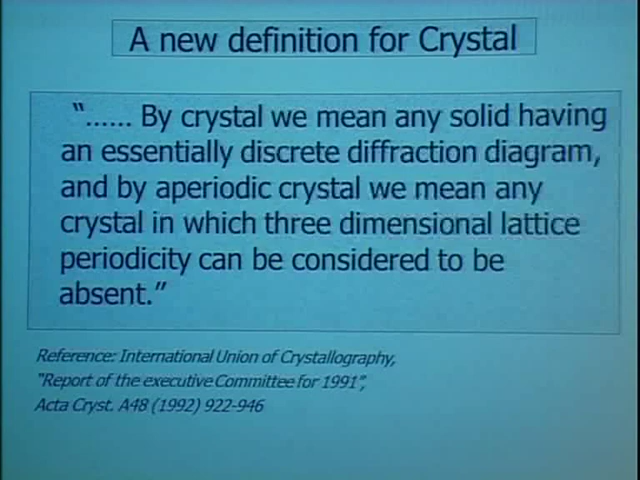 A new definition for Crystal
“...... By crystal we mean any solid having
an essentially discrete diffraction diagram,
and by aperiodic crystal we mean any
crystal in which three dimensional lattice
periodicity can be considered to be
absent.”
Reference: International Union of Crystallography,
“Report of the executive Committee for 1991”,
Acta Cryst. A48 (1992) 922-946